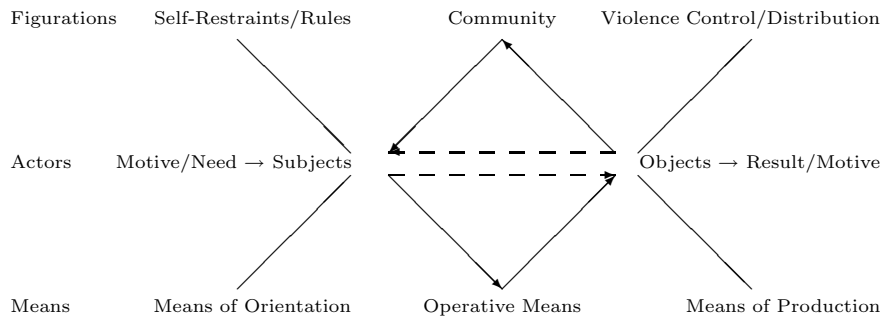 Figurations Self-Restraints/Rules Community Violence Control/Distribution
Actors Motive/Need → Subjects Objects → Result/Motive
Means Means of Orientation Operative Means Means of Production